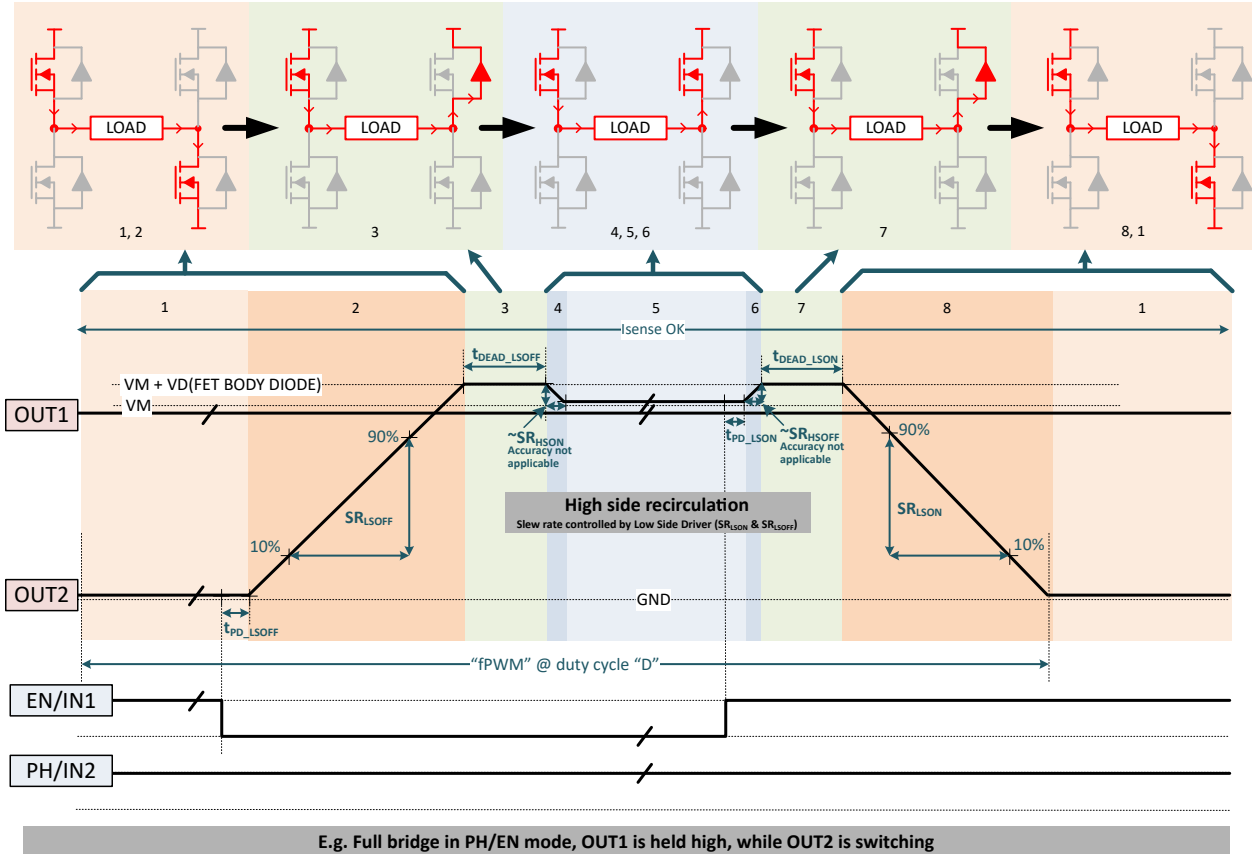 LOAD
LOAD
LOAD
LOAD
LOAD
1, 2
3
4, 5, 6
7
8, 1
1
2
3
4
5
6
7
8
1
Isense OK
tDEAD_LSOFF
tDEAD_LSON
VM + VD(FET BODY DIODE)
VM
OUT1
90%
~SRHSON
Accuracy not
applicable
tPD_LSON
~SRHSOFF
Accuracy not
applicable
90%
SRLSOFF
High side recirculation
Slew rate controlled by Low Side Driver (SRLSON & SRLSOFF)
SRLSON
10%
10%
OUT2
GND
tPD_LSOFF
“fPWM” @ duty cycle “D”
EN/IN1
PH/IN2
E.g. Full bridge in PH/EN mode, OUT1 is held high, while OUT2 is switching